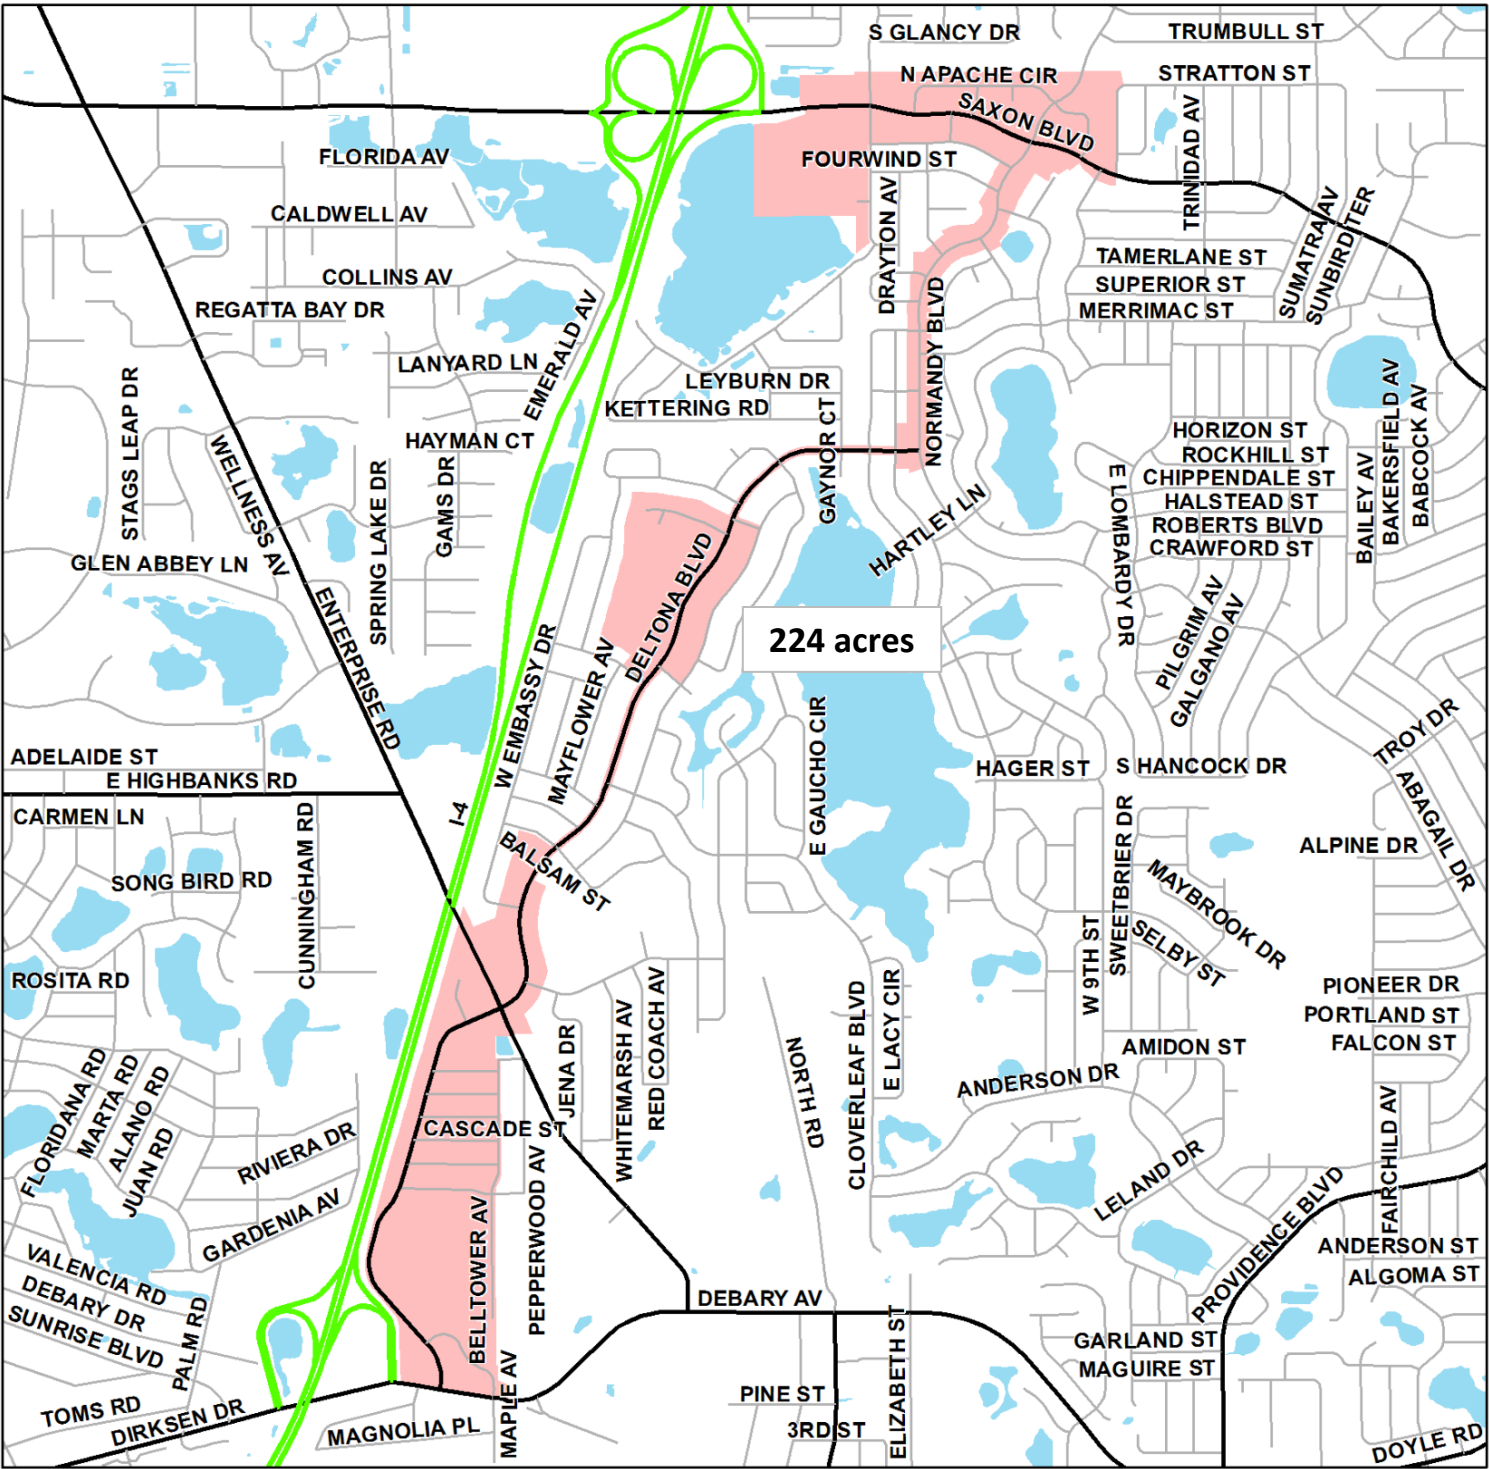 S GLANCY DR
TRUMBULL ST
N APACHE CIR
STRATTON ST
SAXON BLVD
TRINIDAD AV
FLORIDA AV
FOURWIND ST
DRAYTON AV
CALDWELL AV
SUMATRA AV
SUNBIRD TER
TAMERLANE ST
COLLINS AV
SUPERIOR ST
REGATTA BAY DR
MERRIMAC ST
EMERALD AV
NORMANDY BLVD
LANYARD LN
LEYBURN DR
KETTERING RD
STAGS LEAP DR
GAYNOR CT
BAKERSFIELD AV
BABCOCK AV
HAYMAN CT
HORIZON ST
ROCKHILL ST
WELLNESS AV
SPRING LAKE DR
GAMS DR
CHIPPENDALE ST
E LOMBARDY DR
HALSTEAD ST
BAILEY AV
ROBERTS BLVD
HARTLEY LN
CRAWFORD ST
GLEN ABBEY LN
DELTONA BLVD
PILGRIM AV
GALGANO AV
224 acres
ENTERPRISE RD
W EMBASSY DR
MAYFLOWER AV
E GAUCHO CIR
TROY DR
ADELAIDE ST
E HIGHBANKS RD
HAGER ST
S HANCOCK DR
ABAGAIL DR
CARMEN LN
I-4
CUNNINGHAM RD
BALSAM ST
SWEETBRIER DR
ALPINE DR
SONG BIRD RD
MAYBROOK DR
SELBY ST
W 9TH ST
ROSITA RD
PIONEER DR
PORTLAND ST
FALCON ST
JENA DR
WHITEMARSH AV
RED COACH AV
NORTH RD
CLOVERLEAF BLVD
E LACY CIR
AMIDON ST
ANDERSON DR
FLORIDANA RD
MARTA RD
ALANO RD
JUAN RD
CASCADE ST
RIVIERA DR
FAIRCHILD AV
LELAND DR
PROVIDENCE BLVD
GARDENIA AV
BELLTOWER AV
PEPPERWOOD AV
ANDERSON ST
ALGOMA ST
VALENCIA RD
DEBARY DR
SUNRISE BLVD
PALM RD
DEBARY AV
ELIZABETH ST
GARLAND ST
MAGUIRE ST
MAPLE AV
PINE ST
TOMS RD
DIRKSEN DR
MAGNOLIA PL
3RD ST
DOYLE RD